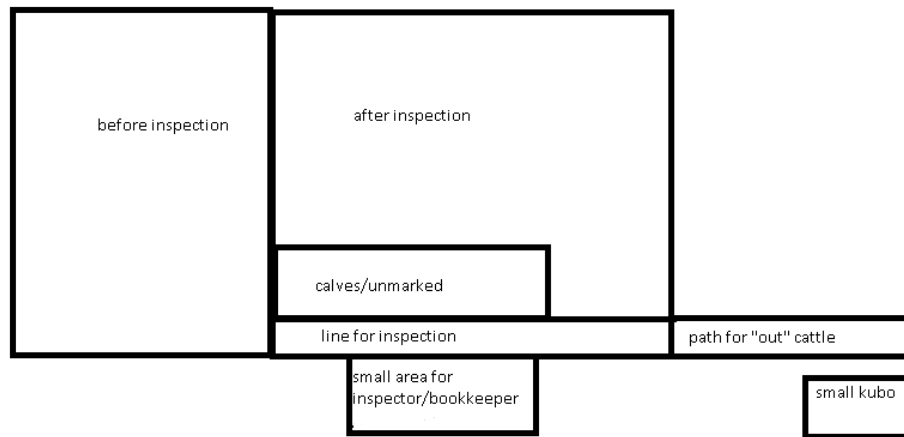 before inspection
after inspection
calves/unmarked
line for inspection
path for "out" cattle
small area for
inspector/bookkeeper
small kubo